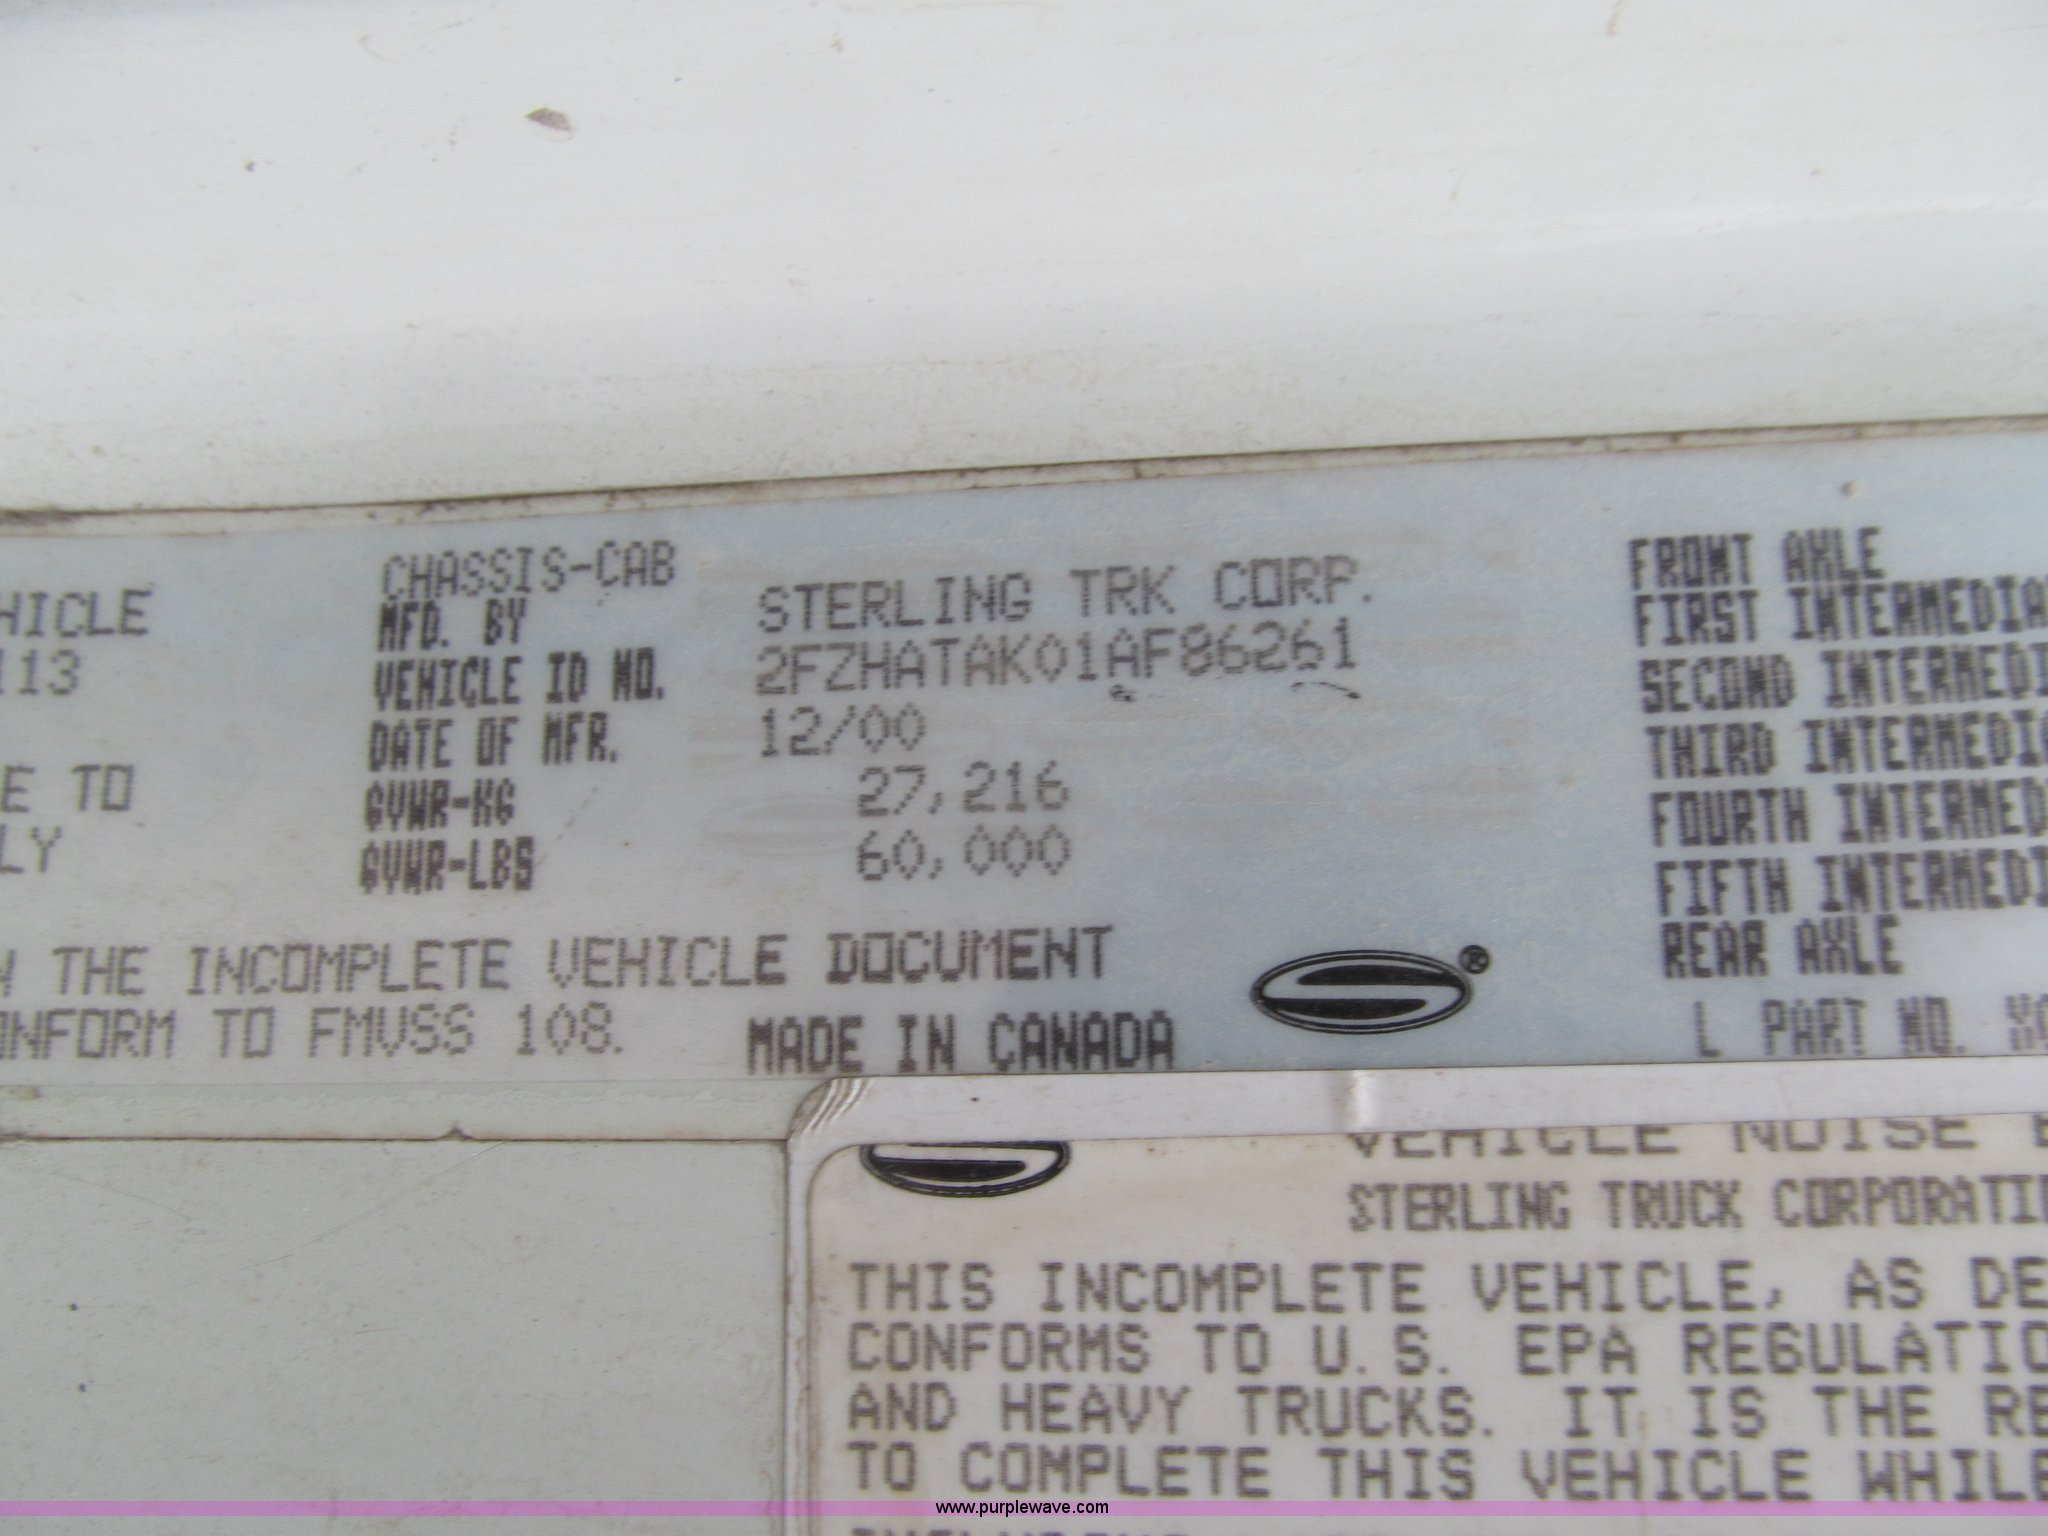 CHASSIS-CAB
MFD. BY STERLING TRK CORP.
VEHICLE ID NO. 2FZHATAK01AF86261
DATE OF MFR. 12/00
GVWR-KG 27,216
GVWR-LBS 60,000
HICLE
113
E TO
LY
N THE INCOMPLETE VEHICLE DOCUMENT
ONFORM TO FMVSS 108.
MADE IN CANADA
S®
FRONT AXLE
FIRST INTERMEDIA
SECOND INTERMEDI
THIRD INTERMEDI
FOURTH INTERMED
FIFTH INTERMEDI
REAR AXLE
L PART NO.
VEHICLE NOISE E
STERLING TRUCK CORPORATI
THIS INCOMPLETE VEHICLE, AS DE
CONFORMS TO U.S. EPA REGULATIO
AND HEAVY TRUCKS. IT IS THE RE
TO COMPLETE THIS VEHICLE WHILE
www.purplewave.com